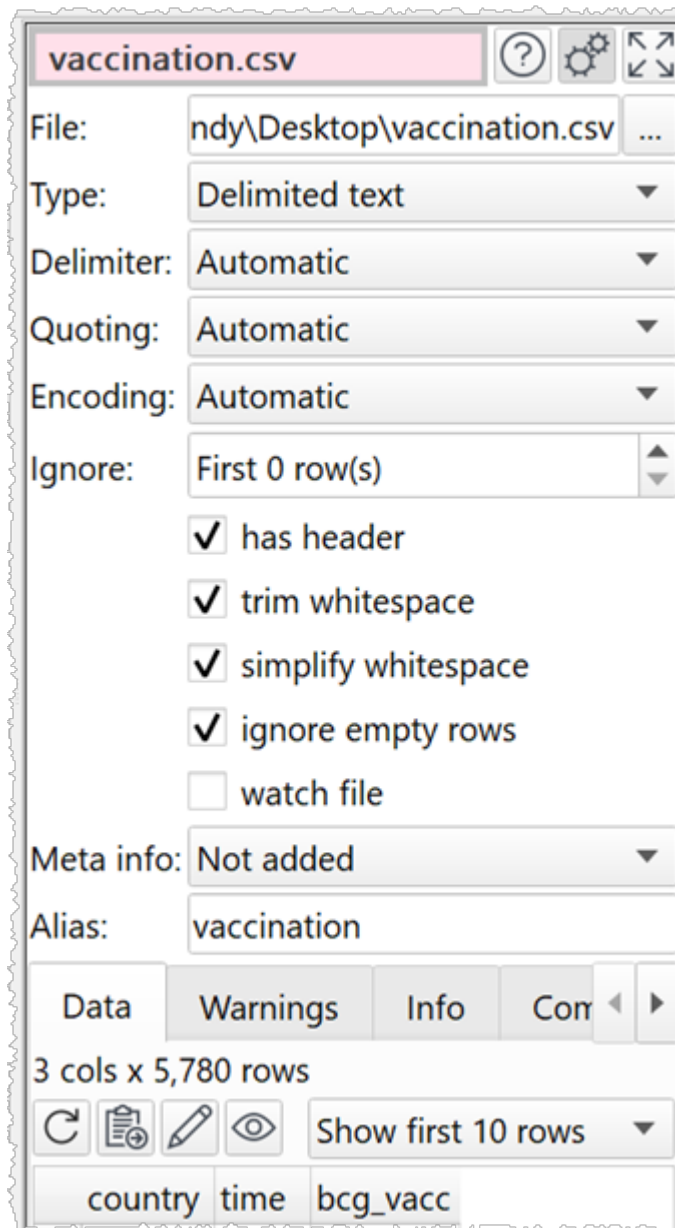 vaccination.csv ?
File: ndy\Desktop\vaccination.csv ...
Type: Delimited text
Delimiter: Automatic
Quoting: Automatic
Encoding: Automatic
Ignore: First 0 row(s)
has header
trim whitespace
simplify whitespace
ignore empty rows
watch file
Meta info: Not added
Alias: vaccination
Data Warnings Info Com
3 cols x 5,780 rows
Show first 10 rows
country time bcg_vacc